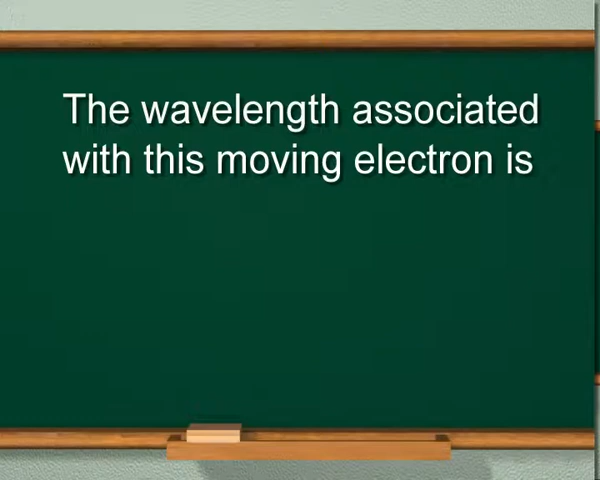 The wavelength associated
with this moving electron is